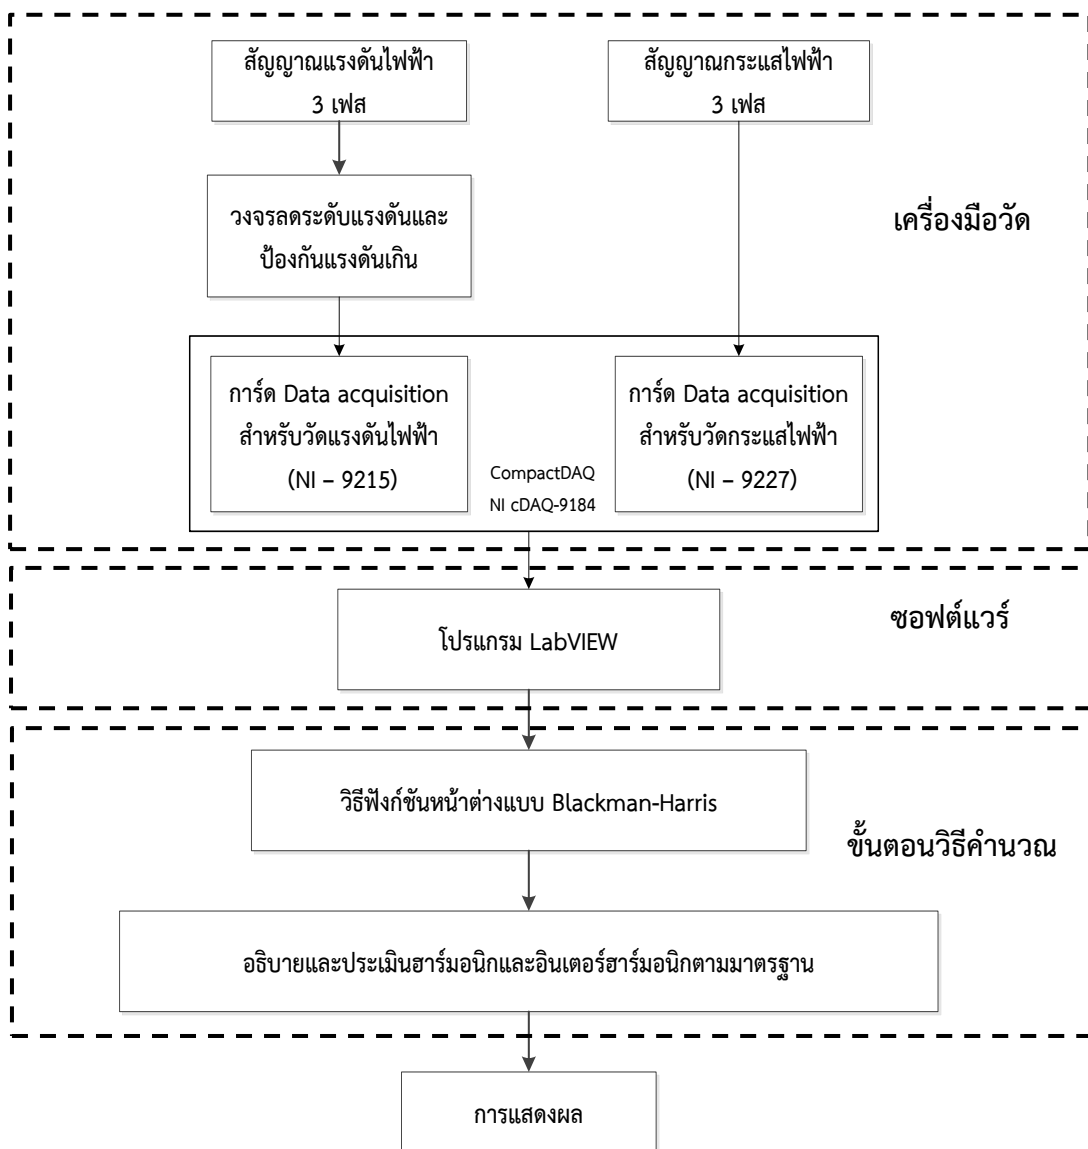 สัญญาณแรงดันไฟฟ้า
3 เฟส
สัญญาณกระแสไฟฟ้า
3 เฟส
วงจรลดระดับแรงดันและ
ป้องกันแรงดันเกิน
เครื่องมือวัด
การ์ด Data acquisition
สำหรับวัดแรงดันไฟฟ้า
(NI – 9215)
การ์ด Data acquisition
สำหรับวัดกระแสไฟฟ้า
(NI – 9227)
CompactDAQ
NI cDAQ-9184
ซอฟต์แวร์
โปรแกรม LabVIEW
วิธีฟังก์ชันหน้าต่างแบบ Blackman-Harris
ขั้นตอนวิธีคำนวณ
อธิบายและประเมินฮาร์มอนิกและอินเตอร์ฮาร์มอนิกตามมาตรฐาน
การแสดงผล